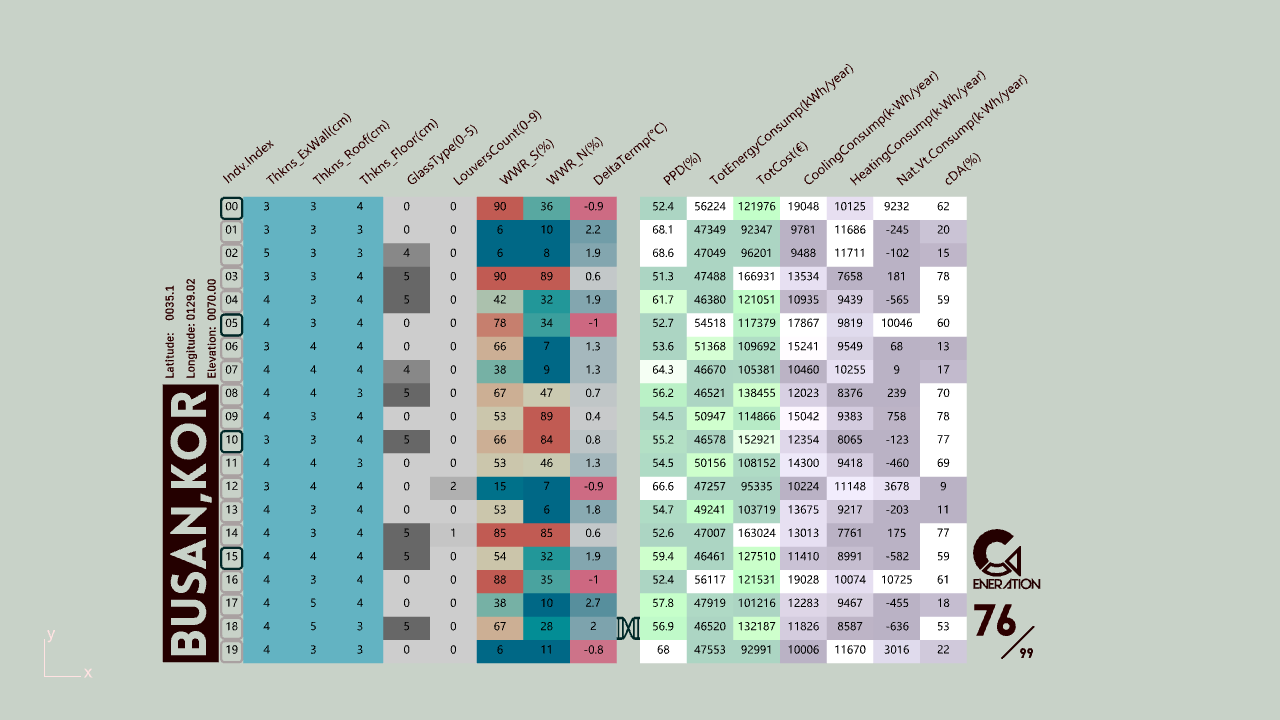 Indv.Index Thkns_ExWall(cm) Thkns_Roof(cm) Thkns_Floor(cm) GlassType(0-5) LouversCount(0-9) WWR_S(%) WWR_N(%) DeltaTermp(°C) PPD(%) TotEnergyConsump(kWh/year) TotCost(€) CoolingConsump(k·Wh/year) HeatingConsump(k·Wh/year) Nat.Vt.Consump(k·Wh/year) cDA(%)
00 3 3 4 0 0 90 36 -0.9 52.4 56224 121976 19048 10125 9232 62
01 3 3 3 0 0 6 10 2.2 68.1 47349 92347 9781 11686 -245 20
02 5 3 3 4 0 6 8 1.9 68.6 47049 96201 9488 11711 -102 15
03 3 3 4 5 0 90 89 0.6 51.3 47488 166931 13534 7658 181 78
04 4 3 4 5 0 42 32 1.9 61.7 46380 121051 10935 9439 -565 59
05 4 3 4 0 0 78 34 -1 52.7 54518 117379 17867 9819 10046 60
06 3 4 4 0 0 66 7 1.3 53.6 51368 109692 15241 9549 68 13
07 4 4 4 4 0 38 9 1.3 64.3 46670 105381 10460 10255 9 17
08 4 4 3 5 0 67 47 0.7 56.2 46521 138455 12023 8376 239 70
09 4 3 4 0 0 53 89 0.4 54.5 50947 114866 15042 9383 758 78
10 3 3 4 5 0 66 84 0.8 55.2 46578 152921 12354 8065 -123 77
11 4 4 3 0 0 53 46 1.3 54.5 50156 108152 14300 9418 -460 69
12 3 4 4 0 2 15 7 -0.9 66.6 47257 95335 10224 11148 3678 9
13 4 4 3 0 0 53 6 1.8 54.7 49241 103719 13675 9217 -203 11
14 4 3 4 5 1 85 85 0.6 52.6 47007 163024 13013 7761 175 77
15 4 4 4 5 0 54 32 1.9 59.4 46461 127510 11410 8991 -582 59
16 4 3 4 0 0 88 35 -1 52.4 56117 121531 19028 10074 10725 61
17 4 5 4 0 0 38 10 2.7 57.8 47919 101216 12283 9467 -455 18
18 4 5 3 5 0 67 28 2 56.9 46520 132187 11826 8587 -636 53
19 4 3 3 0 0 6 11 -0.8 68 47553 92991 10006 11670 3016 22
Latitude: 0035.1
Longitude: 0129.02
Elevation: 0070.00
BUSAN,KOR
ENERATION
76/99
y
x